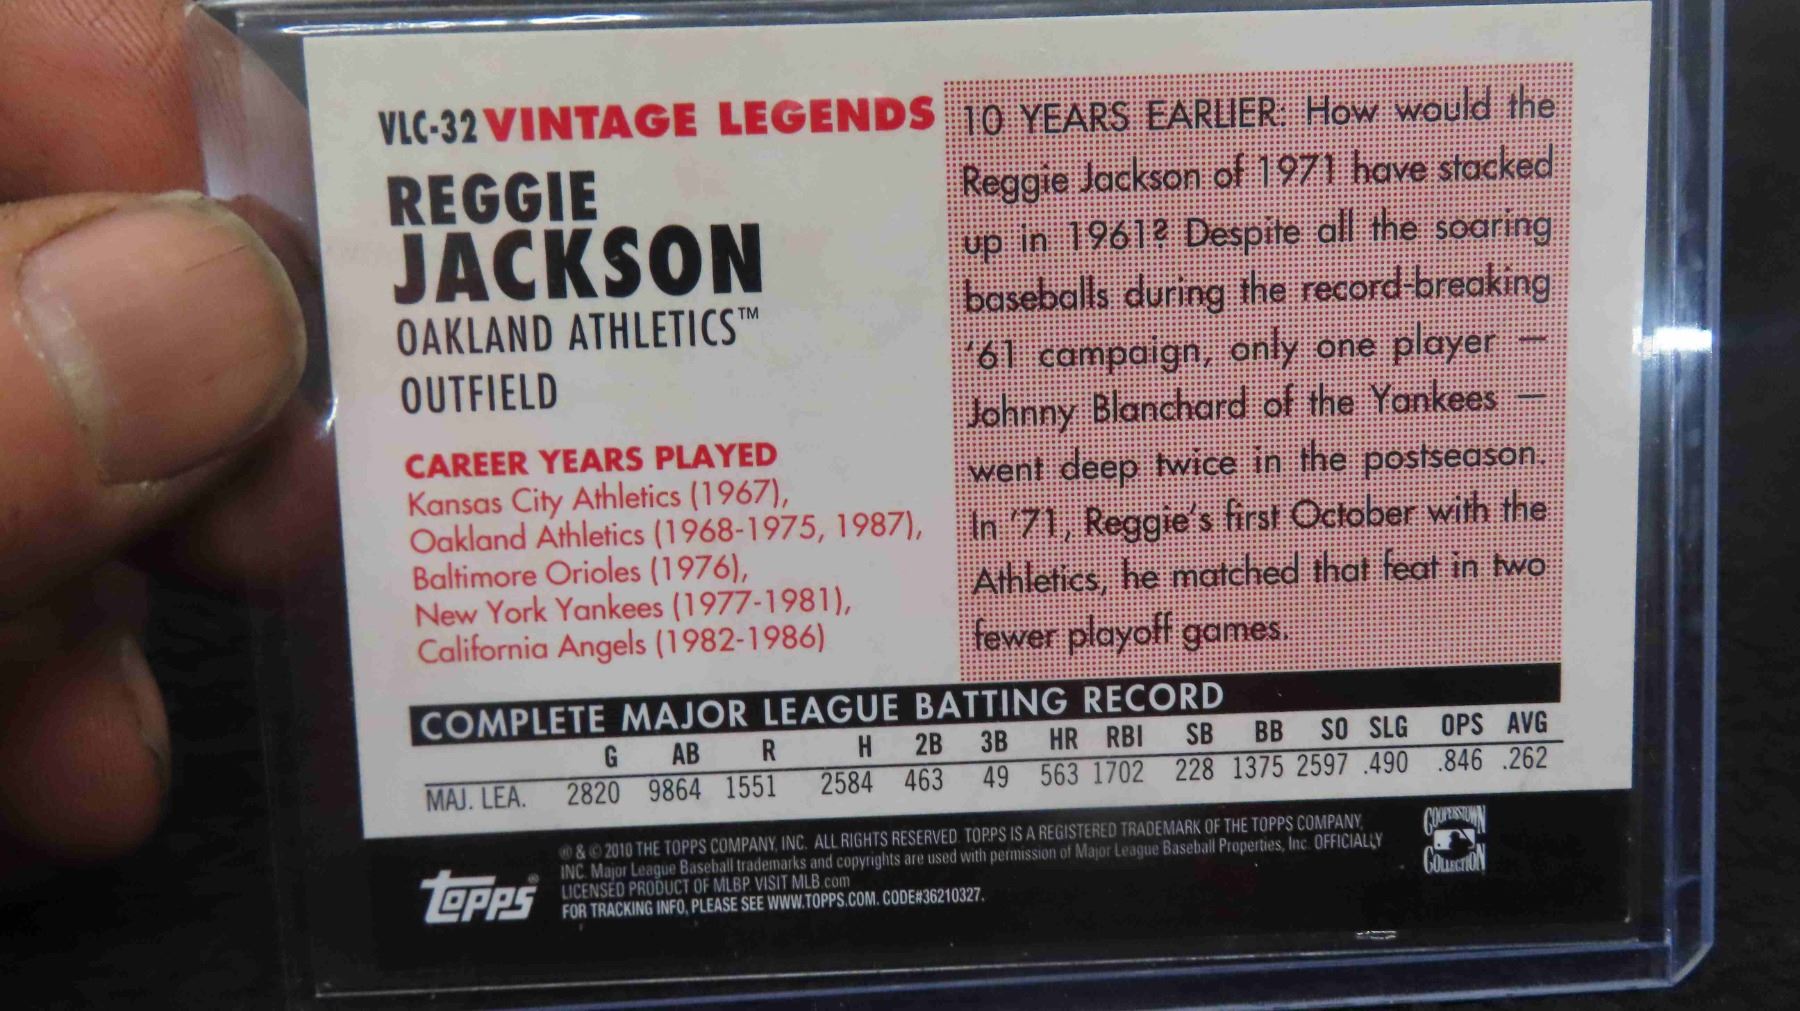 VLC-32 VINTAGE LEGENDS
REGGIE
JACKSON
OAKLAND ATHLETICS™
OUTFIELD
CAREER YEARS PLAYED
Kansas City Athletics (1967),
Oakland Athletics (1968-1975, 1987),
Baltimore Orioles (1976),
New York Yankees (1977-1981),
California Angels (1982-1986)
10 YEARS EARLIER: How would the
Reggie Jackson of 1971 have stacked
up in 1961? Despite all the soaring
baseballs during the record-breaking
'61 campaign, only one player —
Johnny Blanchard of the Yankees —
went deep twice in the postseason.
In '71, Reggie's first October with the
Athletics, he matched that feat in two
fewer playoff games.
COMPLETE MAJOR LEAGUE BATTING RECORD
G AB R H 2B 3B HR RBI SB BB SO SLG OPS AVG
MAJ. LEA. 2820 9864 1551 2584 463 49 563 1702 228 1375 2597 .490 .846 .262
® & © 2010 THE TOPPS COMPANY, INC. ALL RIGHTS RESERVED. TOPPS IS A REGISTERED TRADEMARK OF THE TOPPS COMPANY,
INC. Major League Baseball trademarks and copyrights are used with permission of Major League Baseball Properties, Inc. OFFICIALLY
LICENSED PRODUCT OF MLBP. VISIT MLB.com
FOR TRACKING INFO, PLEASE SEE WWW.TOPPS.COM. CODE#36210327.
TOPPS®
COOPERSTOWN
COLLECTION